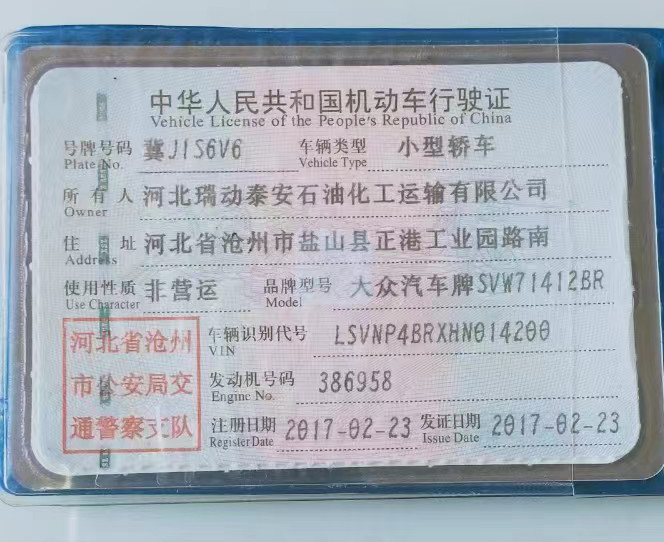 中华人民共和国机动车行驶证
Vehicle License of the People's Republic of China
号牌号码 冀J1S6V6 车辆类型 小型轿车
Plate No. Vehicle Type
所有人 河北瑞动泰安石油化工运输有限公司
Owner
住址 河北省沧州市盐山县正港工业园路南
Address
使用性质 非营运 品牌型号 大众汽车牌SVW71412BR
Use Character Model
河北省沧州
市公安局交
通警察支队
车辆识别代号 LSVNP4BRXHN014200
VIN
发动机号码 386958
Engine No.
注册日期 2017-02-23 发证日期 2017-02-23
Register Date Issue Date